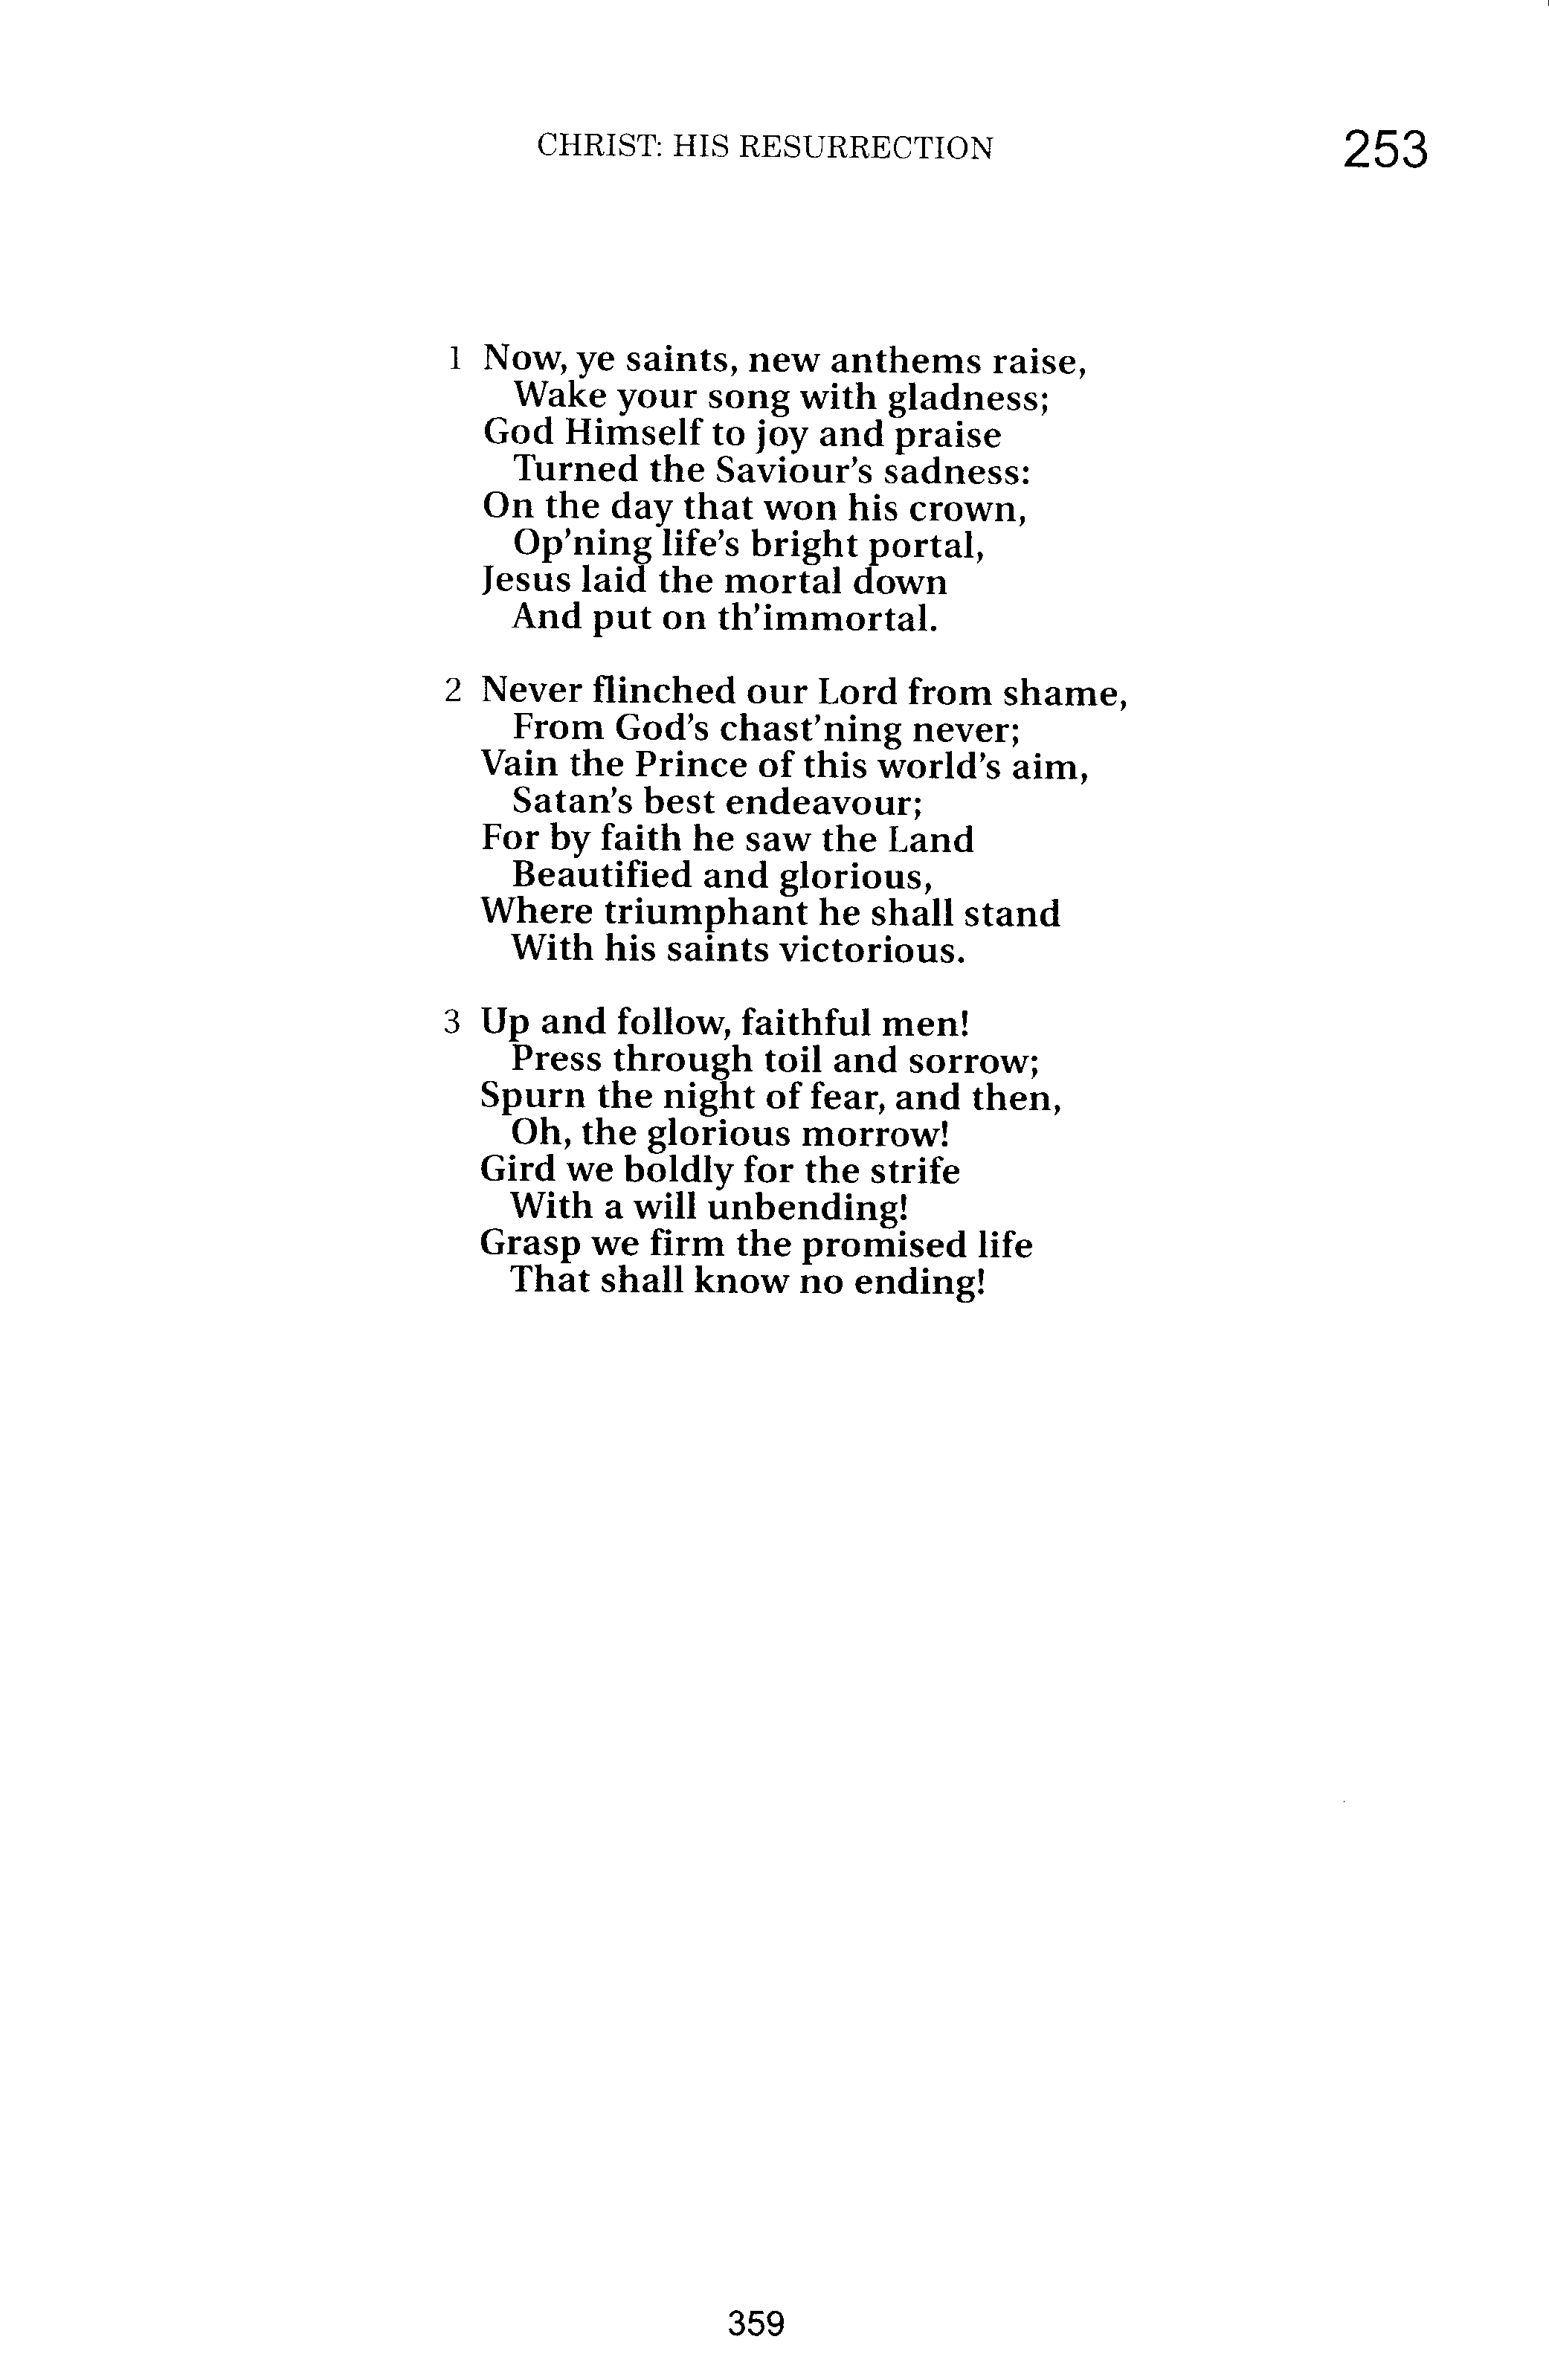 CHRIST: HIS RESURRECTION 253
1 Now, ye saints, new anthems raise,
Wake your song with gladness;
God Himself to joy and praise
Turned the Saviour's sadness:
On the day that won his crown,
Op'ning life's bright portal,
Jesus laid the mortal down
And put on th'immortal.
2 Never flinched our Lord from shame,
From God's chast'ning never;
Vain the Prince of this world's aim,
Satan's best endeavour;
For by faith he saw the Land
Beautified and glorious,
Where triumphant he shall stand
With his saints victorious.
3 Up and follow, faithful men!
Press through toil and sorrow;
Spurn the night of fear, and then,
Oh, the glorious morrow!
Gird we boldly for the strife
With a will unbending!
Grasp we firm the promised life
That shall know no ending!
359